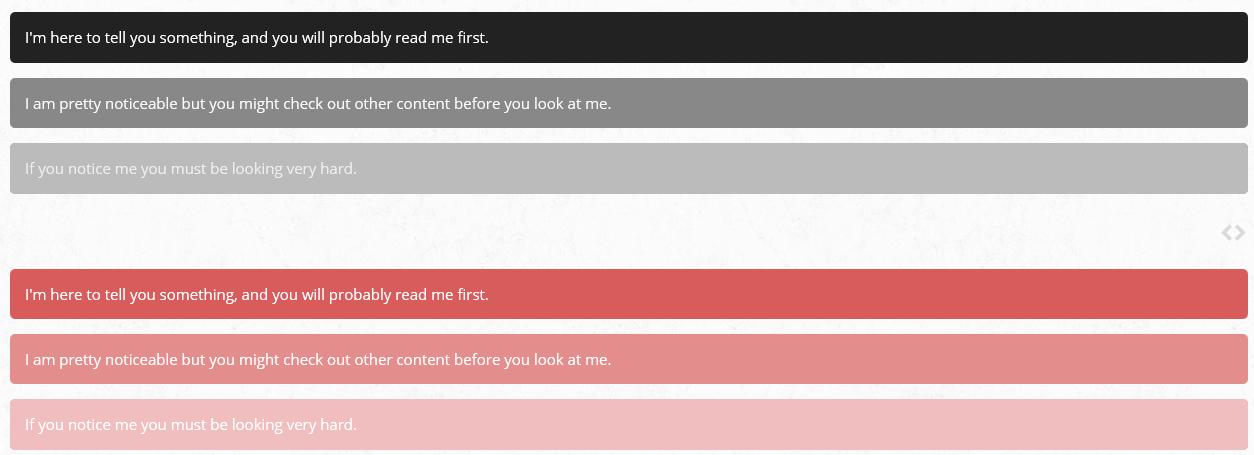 I'm here to tell you something, and you will probably read me first.
I am pretty noticeable but you might check out other content before you look at me.
If you notice me you must be looking very hard.
I'm here to tell you something, and you will probably read me first.
I am pretty noticeable but you might check out other content before you look at me.
If you notice me you must be looking very hard.